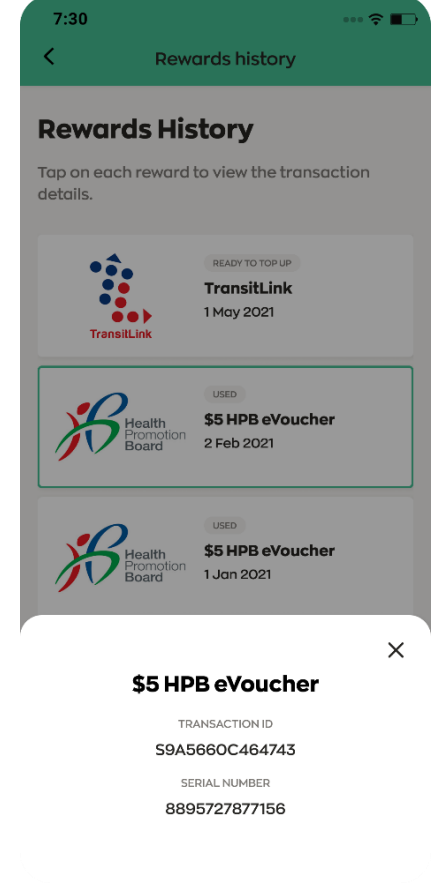 7:30
Rewards history
Rewards History
Tap on each reward to view the transaction
details.
READY TO TOP UP
TransitLink
1 May 2021
TransitLink
USED
$5 HPB eVoucher
2 Feb 2021
Health
Promotion
Board
USED
$5 HPB eVoucher
1 Jan 2021
Health
Promotion
Board
$5 HPB eVoucher
TRANSACTION ID
S9A5660C464743
SERIAL NUMBER
8895727877156